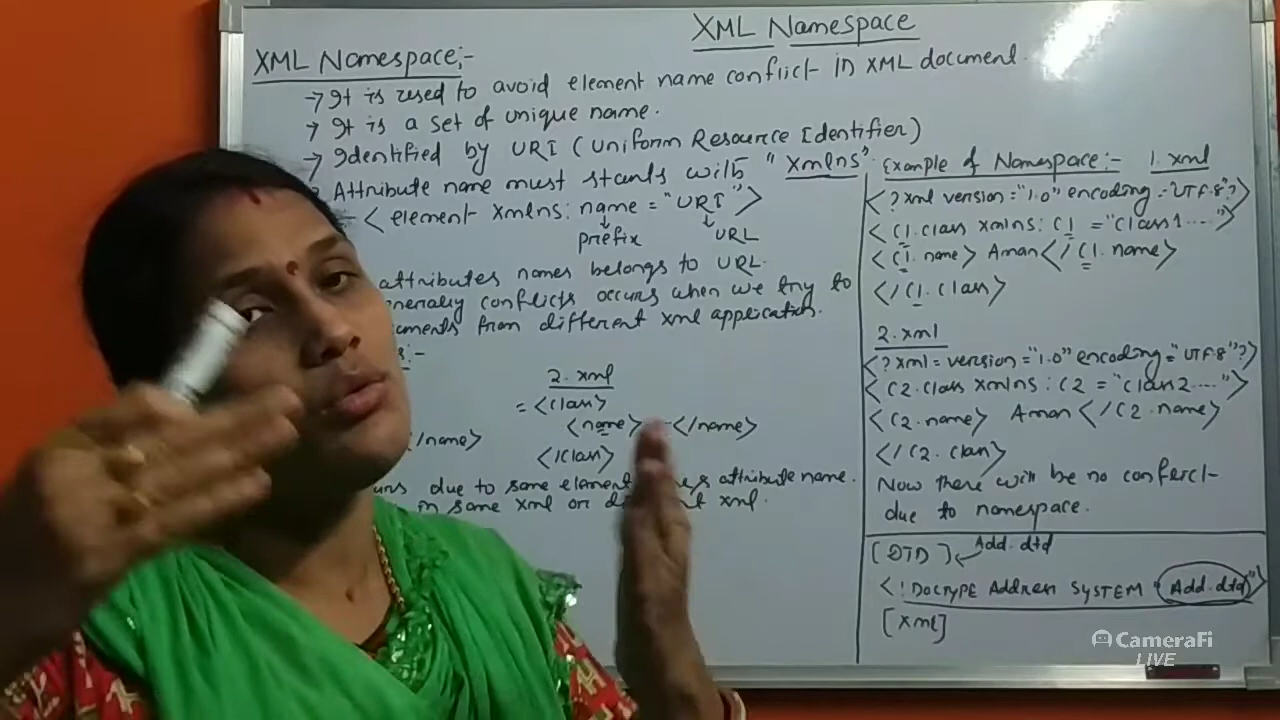 XML Namespace
XML Namespace:-
→ It is used to avoid element name conflict in XML document.
→ It is a set of unique name.
→ Identified by URI (Uniform Resource Identifier)
Attribute name must starts with "xmlns".
< element xmlns: name = "URI">
prefix URL
attributes names belongs to URL.
conflicts occurs when we try to
from different xml application.
2. xml
= <class>
<name> - </name>
/name>
</class>
due to same element attribute name.
in same xml or xml.
Example of Namespace:- 1. xml
<?xml version="1.0" encoding="UTF-8"?>
<C1.class xmlns: C1 = "class1....">
<C1.name> Aman </C1.name>
</C1.class>
2. xml
<?xml = version="1.0" encoding="UTF-8"?>
<C2.class xmlns: C2 = "class2....">
<C2.name> Aman </C2.name>
</C2.class>
Now there will be no conflict
due to namespace.
[DTD] Add.dtd
<!DOCTYPE Address SYSTEM "Add.dtd">
[xml]
CameraFi
LIVE